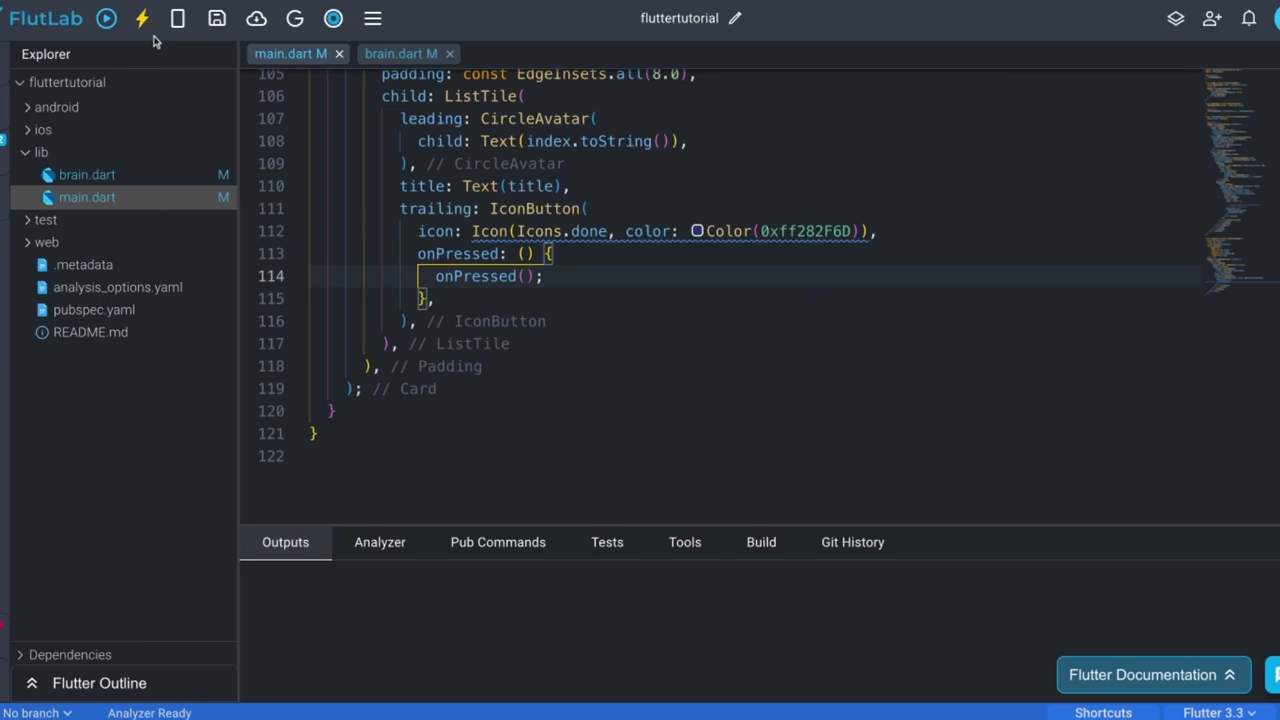 FlutLab
fluttertutorial
Explorer
main.dart M
brain.dart M
fluttertutorial
android
ios
lib
brain.dart M
main.dart M
test
web
.metadata
analysis_options.yaml
pubspec.yaml
README.md
105 padding: const EdgeInsets.all(8.0),
106 child: ListTile(
107 leading: CircleAvatar(
108 child: Text(index.toString()),
109 ), // CircleAvatar
110 title: Text(title),
111 trailing: IconButton(
112 icon: Icon(Icons.done, color: Color(0xff282F6D)),
113 onPressed: () {
114 onPressed();
115 },
116 ), // IconButton
117 ), // ListTile
118 ), // Padding
119 ); // Card
120 }
121 }
122
Outputs Analyzer Pub Commands Tests Tools Build Git History
Dependencies
Flutter Outline
Flutter Documentation
No branch Analyzer Ready Shortcuts Flutter 3.3